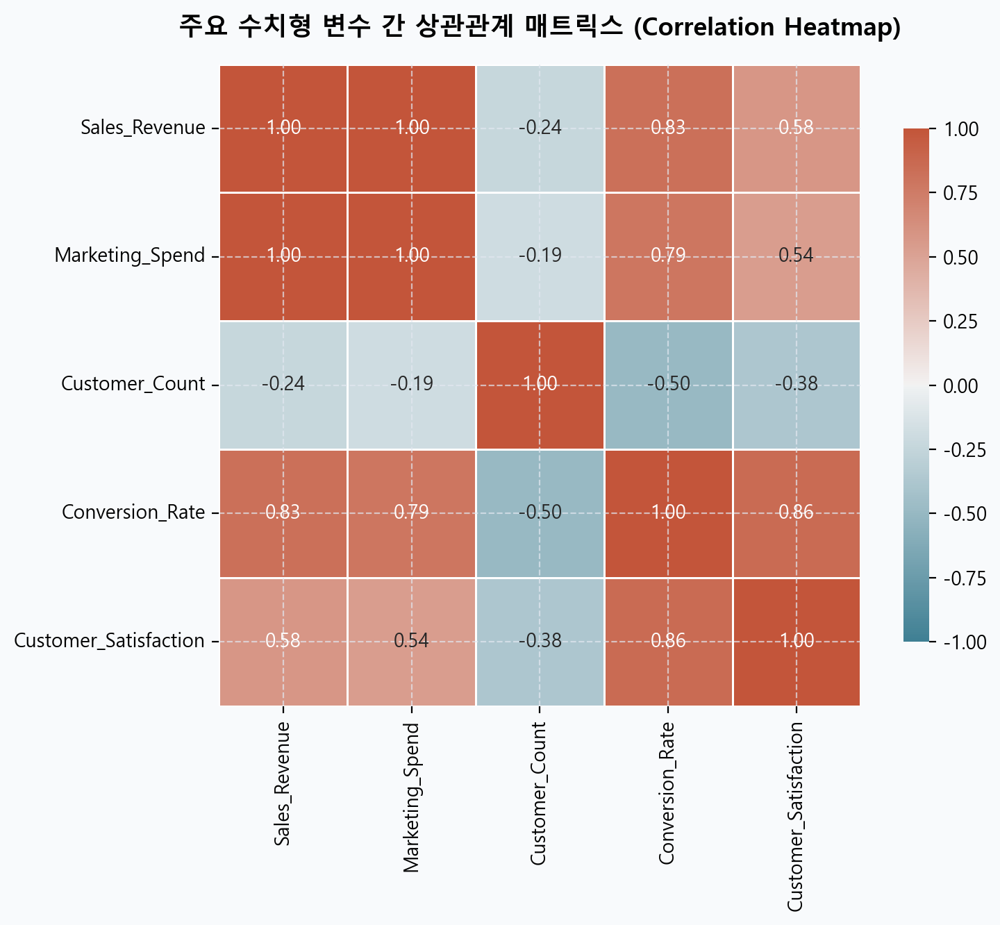 주요 수치형 변수 간 상관관계 매트릭스 (Correlation Heatmap)
Sales_Revenue 1.00 1.00 -0.24 0.83 0.58
Marketing_Spend 1.00 1.00 -0.19 0.79 0.54
Customer_Count -0.24 -0.19 1.00 -0.50 -0.38
Conversion_Rate 0.83 0.79 -0.50 1.00 0.86
Customer_Satisfaction 0.58 0.54 -0.38 0.86 1.00
Sales_Revenue
Marketing_Spend
Customer_Count
Conversion_Rate
Customer_Satisfaction
1.00
0.75
0.50
0.25
0.00
-0.25
-0.50
-0.75
-1.00